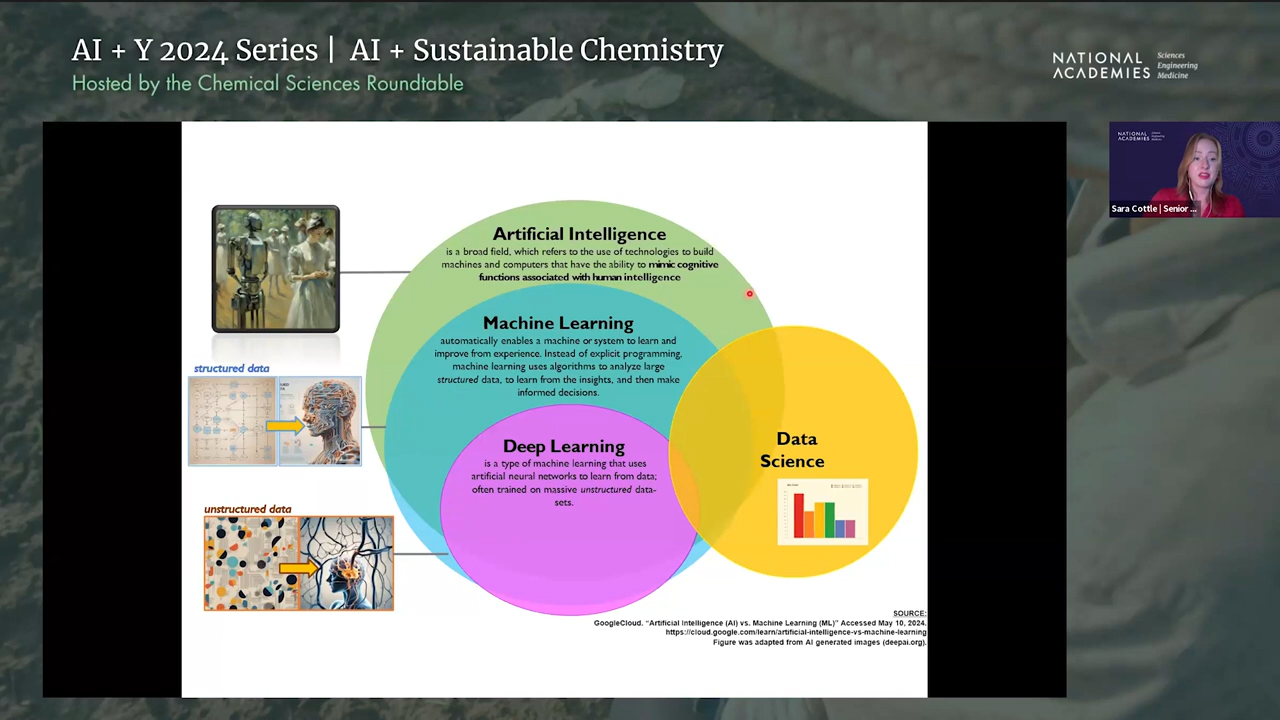 AI + Y 2024 Series | AI + Sustainable Chemistry
Hosted by the Chemical Sciences Roundtable
NATIONAL
ACADEMIES
Sciences
Engineering
Medicine
NATIONAL
ACADEMIES
Sara Cottle | Senior ...
Artificial Intelligence
is a broad field, which refers to the use of technologies to build
machines and computers that have the ability to mimic cognitive
functions associated with human intelligence
Machine Learning
automatically enables a machine or system to learn and
improve from experience. Instead of explicit programming,
machine learning uses algorithms to analyze large
structured data, to learn from the insights, and then make
informed decisions.
structured data
Deep Learning
is a type of machine learning that uses
artificial neural networks to learn from data;
often trained on massive unstructured data-
sets.
Data
Science
unstructured data
SOURCE:
GoogleCloud. “Artificial Intelligence (AI) vs. Machine Learning (ML)” Accessed May 10, 2024,
https://cloud.google.com/learn/artificial-intelligence-vs-machine-learning
Figure was adapted from AI generated images (deepai.org).